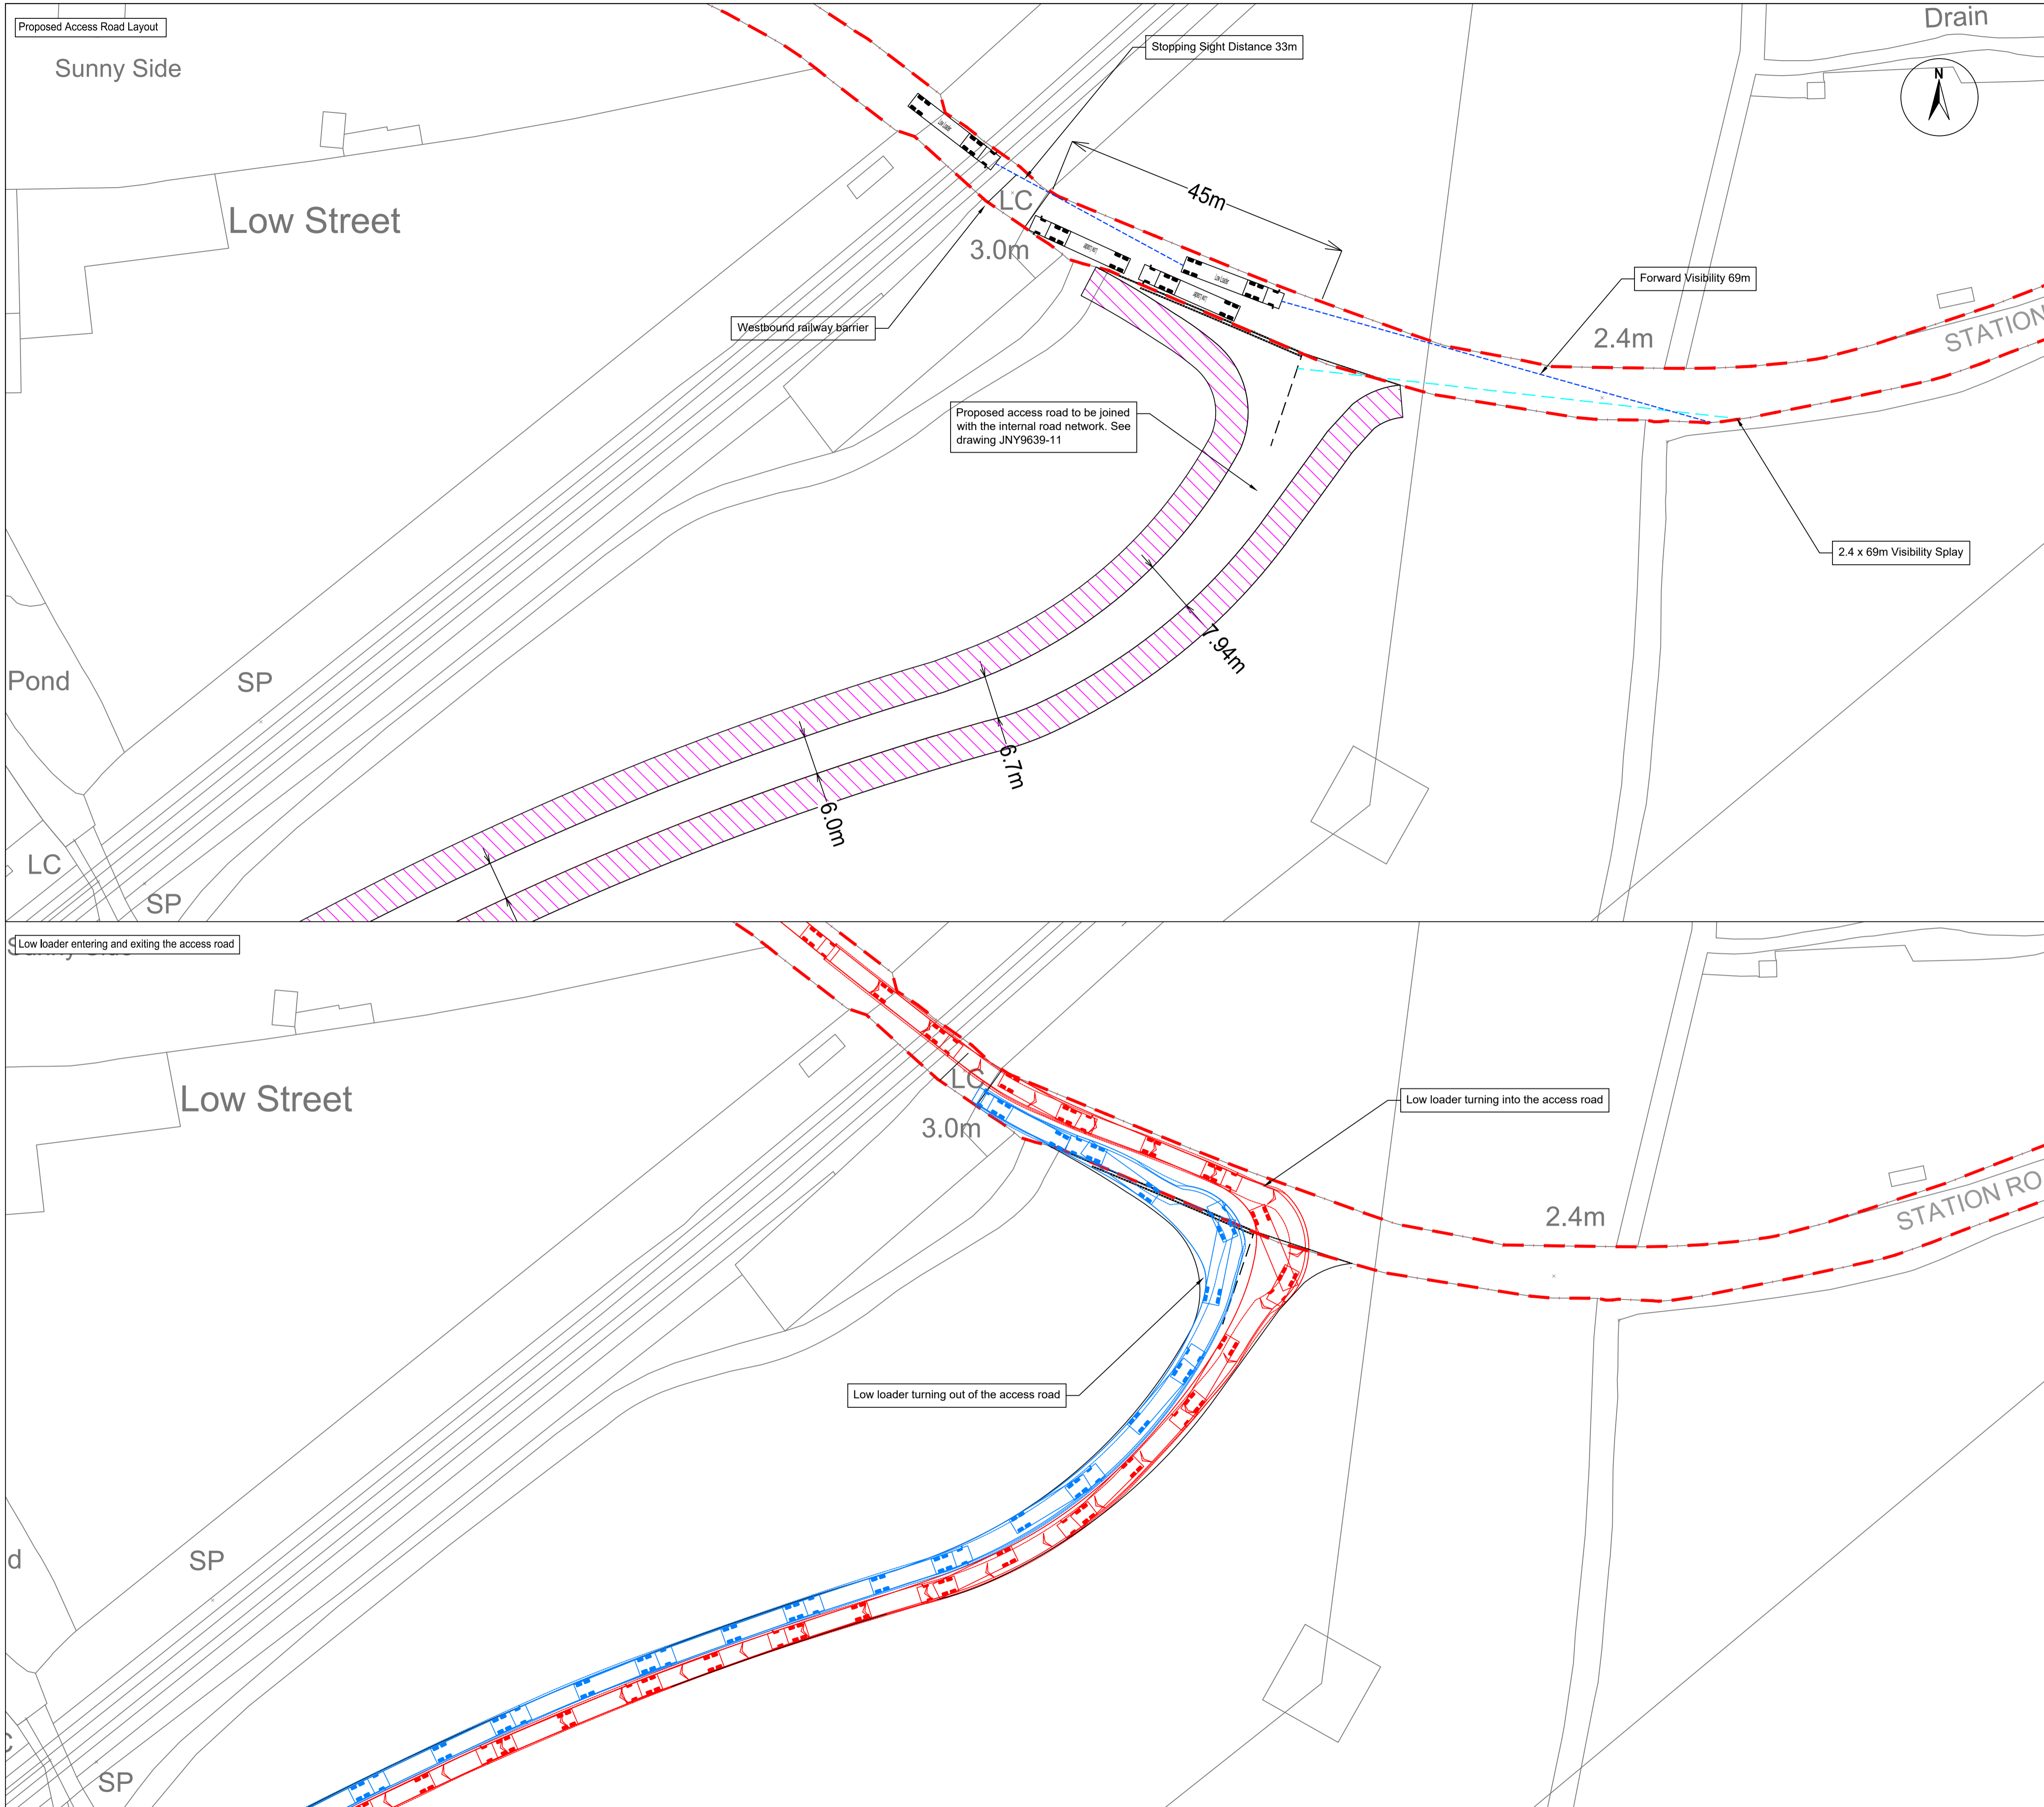 Proposed Access Road Layout
Sunny Side
Drain
Stopping Sight Distance 33m
N
Low Loader
LC
45m
Low Street
3.0m
Low Loader
Westbound railway barrier
Forward Visibility 69m
2.4m
STATION
Proposed access road to be joined
with the internal road network. See
drawing JNY9639-11
2.4 x 69m Visibility Splay
7.94m
Pond
SP
6.7m
6.0m
LC
SP
Low loader entering and exiting the access road
Low Street
LC
3.0m
Low loader turning into the access road
2.4m
STATION RO
Low loader turning out of the access road
d
SP
C
SP